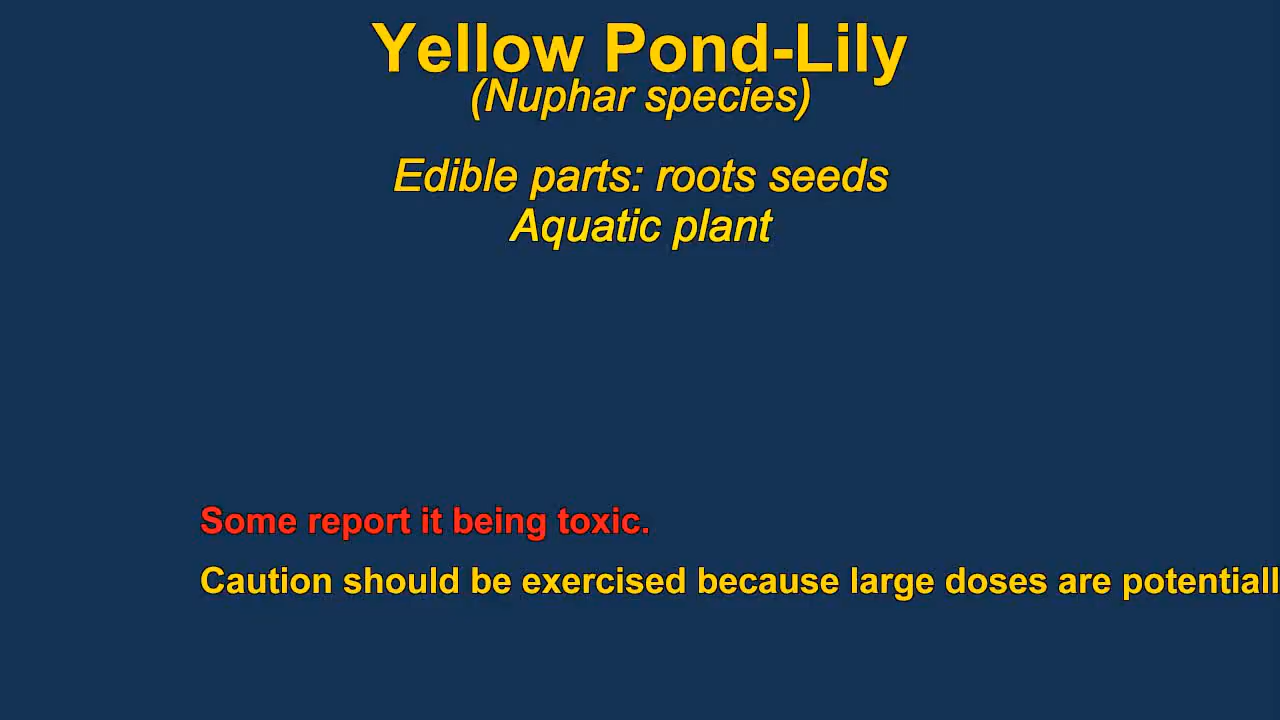 Yellow Pond-Lily
(Nuphar species)
Edible parts: roots seeds
Aquatic plant
Some report it being toxic.
Caution should be exercised because large doses are potentiall